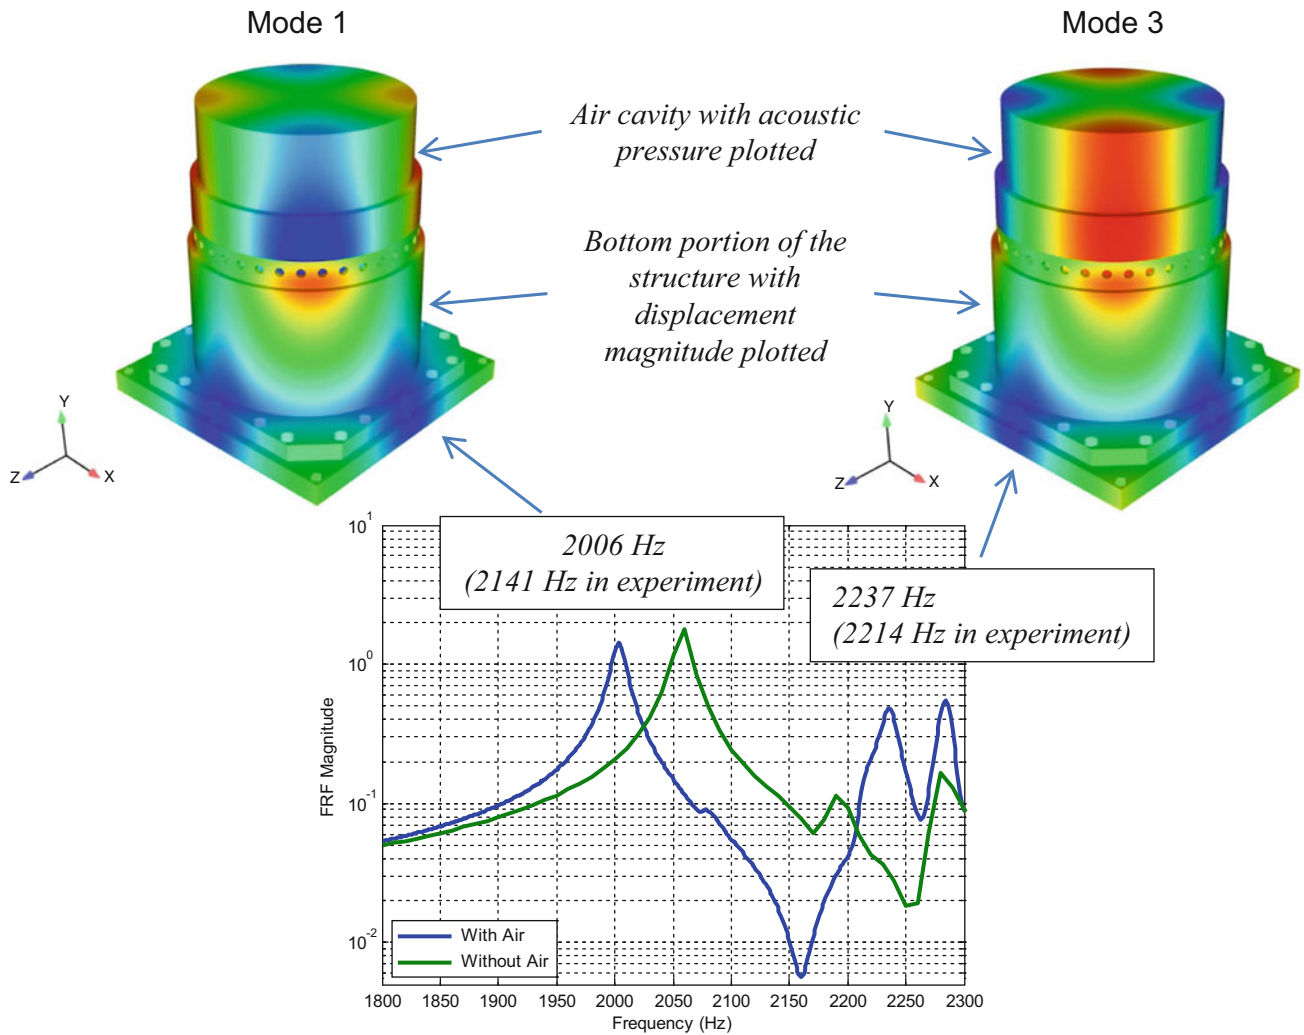 Mode 1
Mode 3
Air cavity with acoustic
pressure plotted
Bottom portion of the
structure with
displacement
magnitude plotted
Y
Z
X
Y
Z
X
2006 Hz
(2141 Hz in experiment)
2237 Hz
(2214 Hz in experiment)
10^1
10^0
10^-1
10^-2
FRF Magnitude
With Air
Without Air
1800 1850 1900 1950 2000 2050 2100 2150 2200 2250 2300
Frequency (Hz)